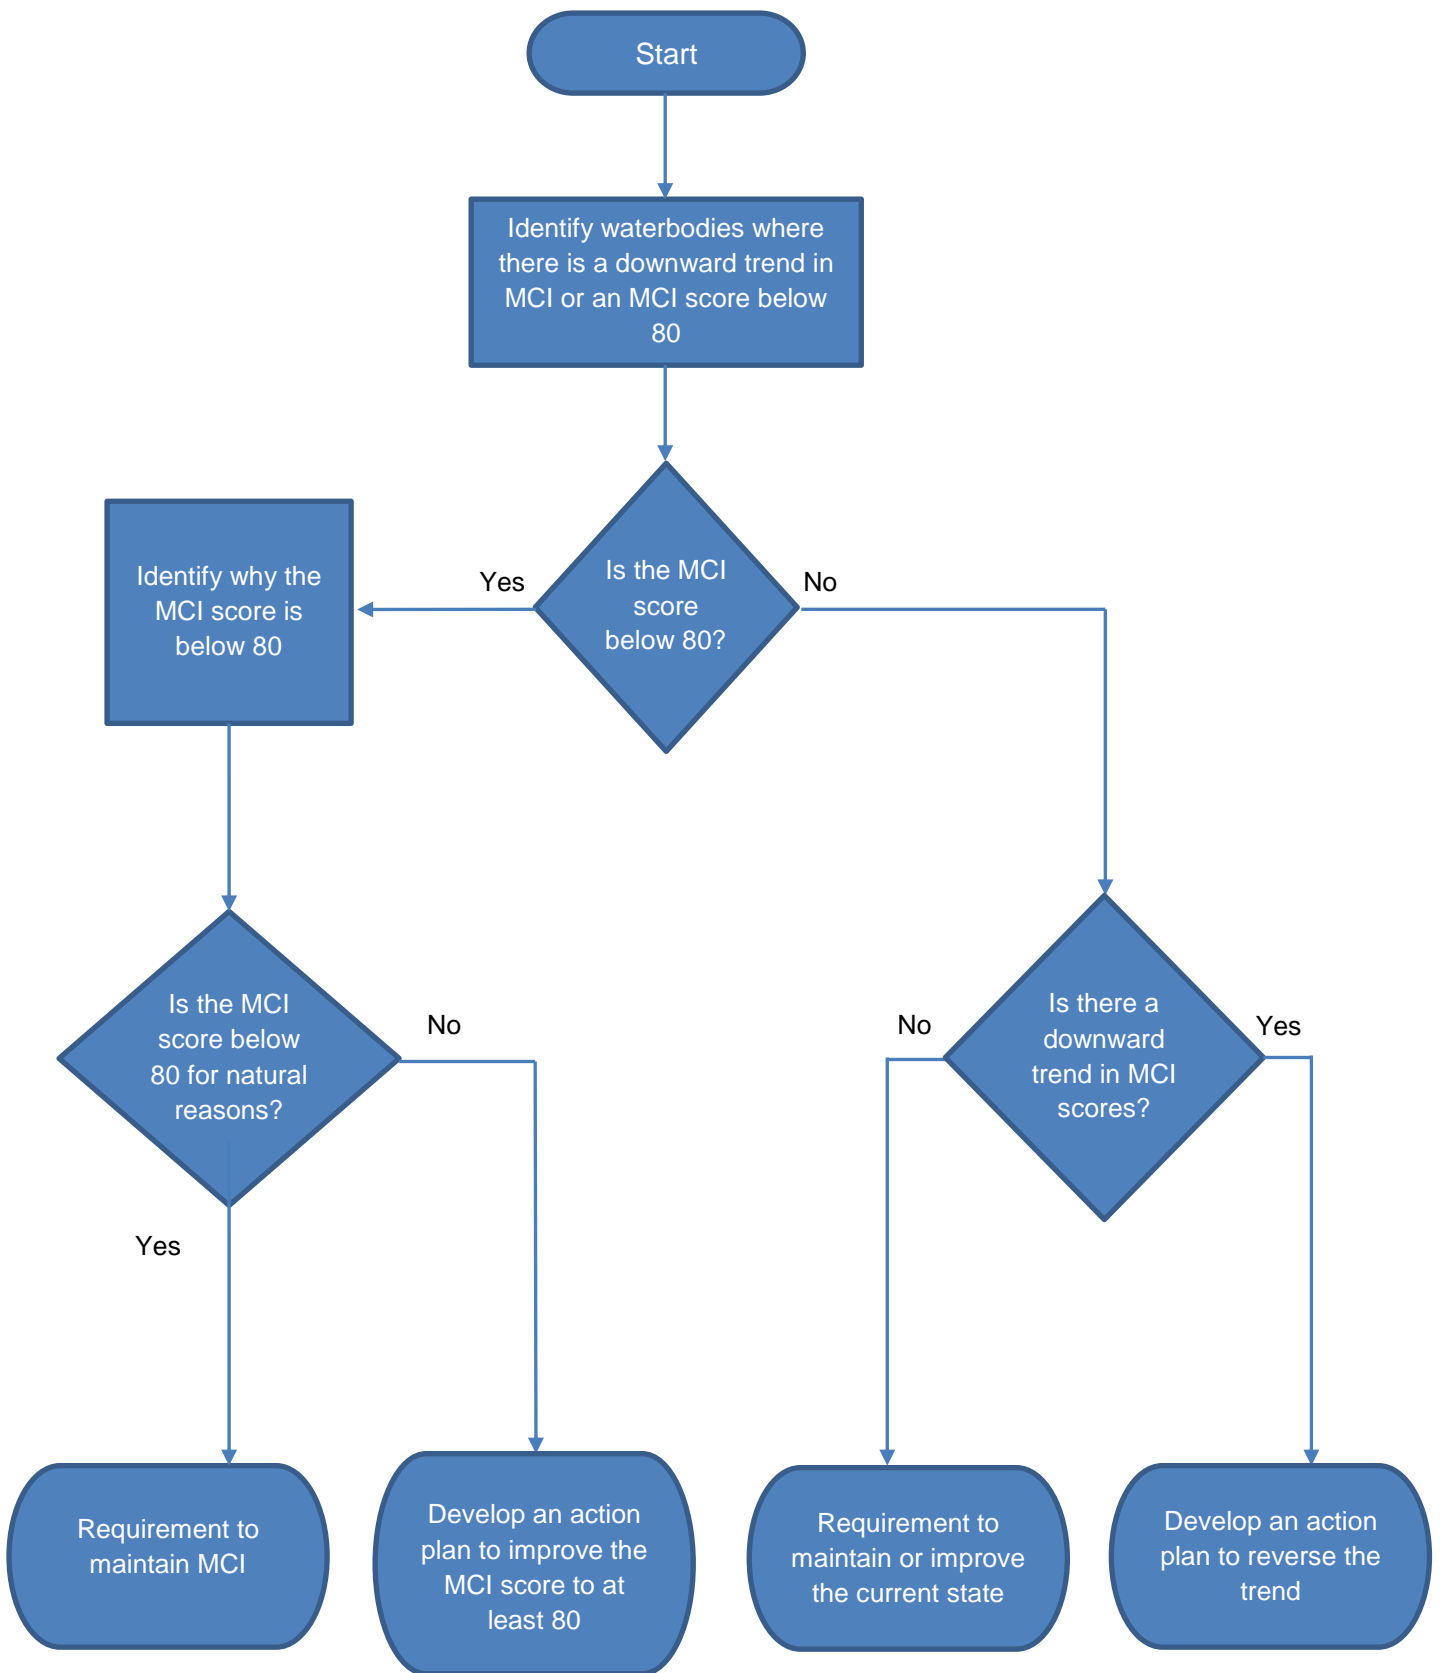 Start
Identify waterbodies where
there is a downward trend in
MCI or an MCI score below
80
Is the MCI
score
below 80?
Yes
No
Identify why the
MCI score is
below 80
Is the MCI
score below
80 for natural
reasons?
No
Yes
Is there a
downward
trend in MCI
scores?
No
Yes
Requirement to
maintain MCI
Develop an action
plan to improve the
MCI score to at
least 80
Requirement to
maintain or improve
the current state
Develop an action
plan to reverse the
trend